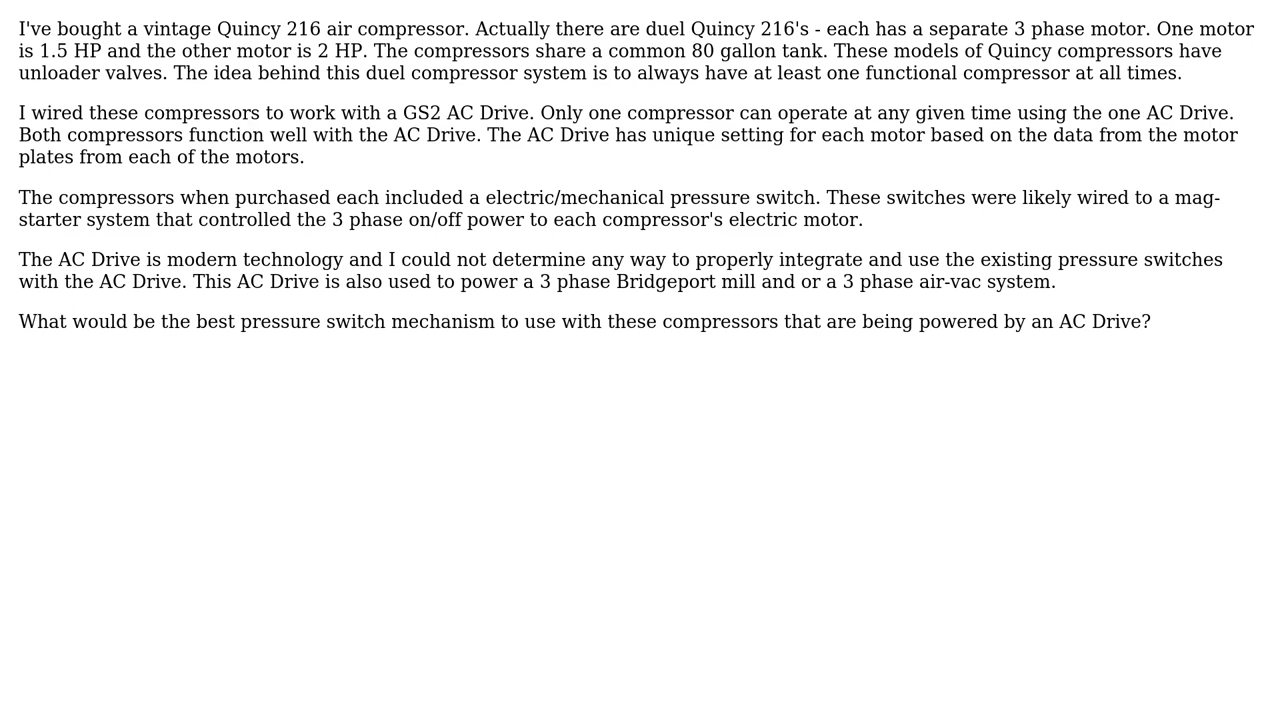 I've bought a vintage Quincy 216 air compressor. Actually there are duel Quincy 216's - each has a separate 3 phase motor. One motor
is 1.5 HP and the other motor is 2 HP. The compressors share a common 80 gallon tank. These models of Quincy compressors have
unloader valves. The idea behind this duel compressor system is to always have at least one functional compressor at all times.
I wired these compressors to work with a GS2 AC Drive. Only one compressor can operate at any given time using the one AC Drive.
Both compressors function well with the AC Drive. The AC Drive has unique setting for each motor based on the data from the motor
plates from each of the motors.
The compressors when purchased each included a electric/mechanical pressure switch. These switches were likely wired to a mag-
starter system that controlled the 3 phase on/off power to each compressor's electric motor.
The AC Drive is modern technology and I could not determine any way to properly integrate and use the existing pressure switches
with the AC Drive. This AC Drive is also used to power a 3 phase Bridgeport mill and or a 3 phase air-vac system.
What would be the best pressure switch mechanism to use with these compressors that are being powered by an AC Drive?